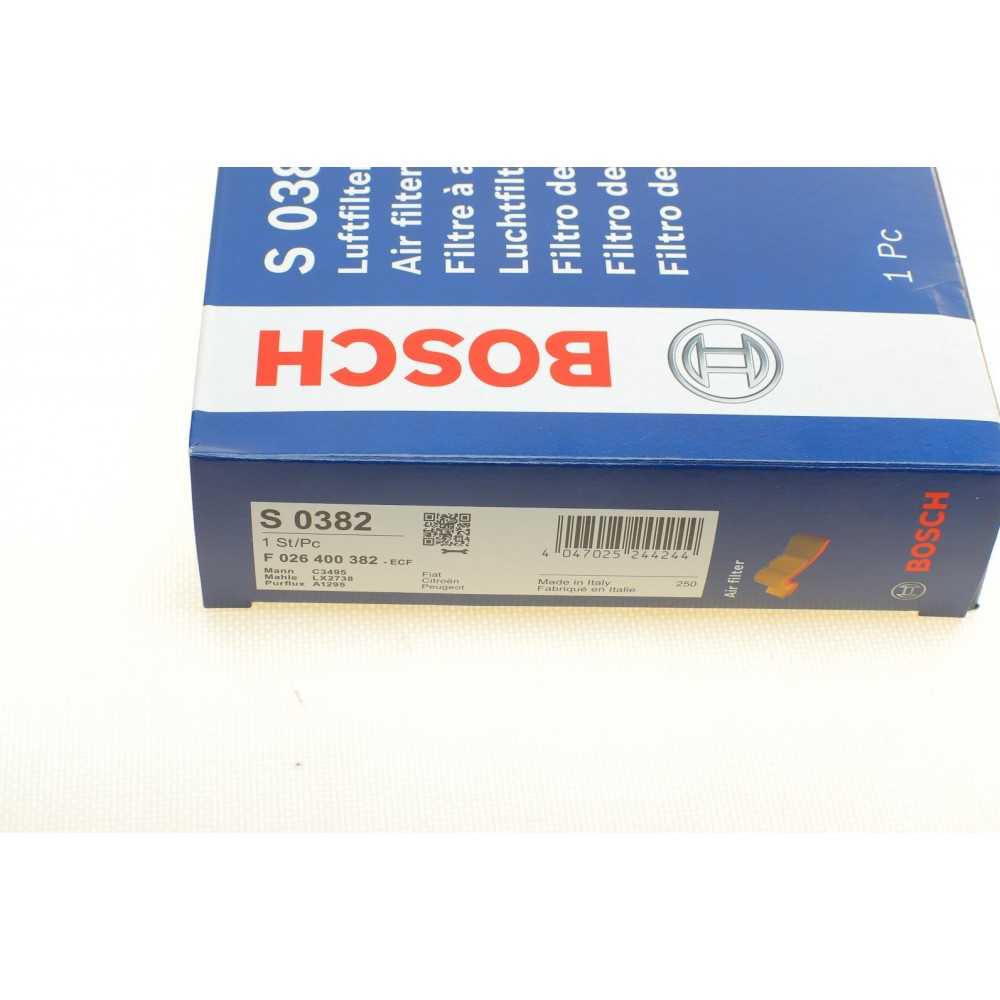 S 038
Luftfilter
Air filter
Filtre à a
Luchtfilt
Filtro de
Filtro de
Filtro de
1 Pc
BOSCH
S 0382
1 St/Pc
F 026 400 382 - ECF
Mann C3495
Mahle LX2738
Purflux A1295
Fiat
Citroën
Peugeot
4 047025 244244
Made in Italy
Fabriqué en Italie
250
Air filter
BOSCH